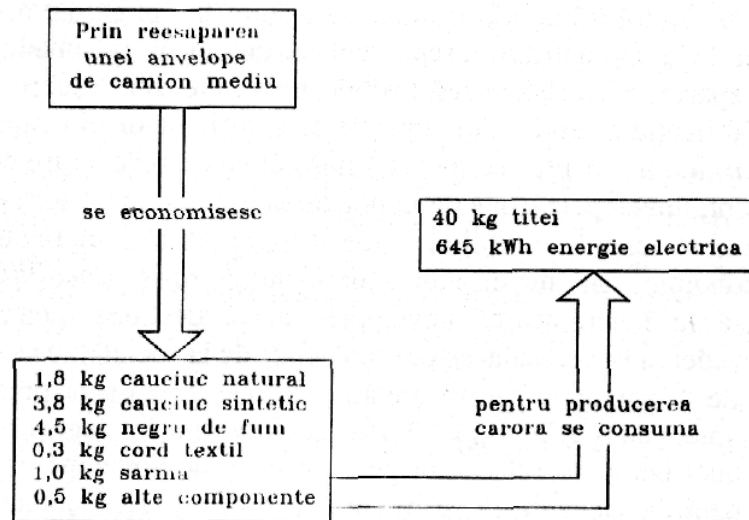 Prin reesaparea
unei anvelope
de camion mediu
se economisesc
1,8 kg cauciuc natural
3,8 kg cauciuc sintetic
4,5 kg negru de fum
0,3 kg cord textil
1,0 kg sarma
0,5 kg alte componente
pentru producerea
carora se consuma
40 kg titei
645 kWh energie electrica